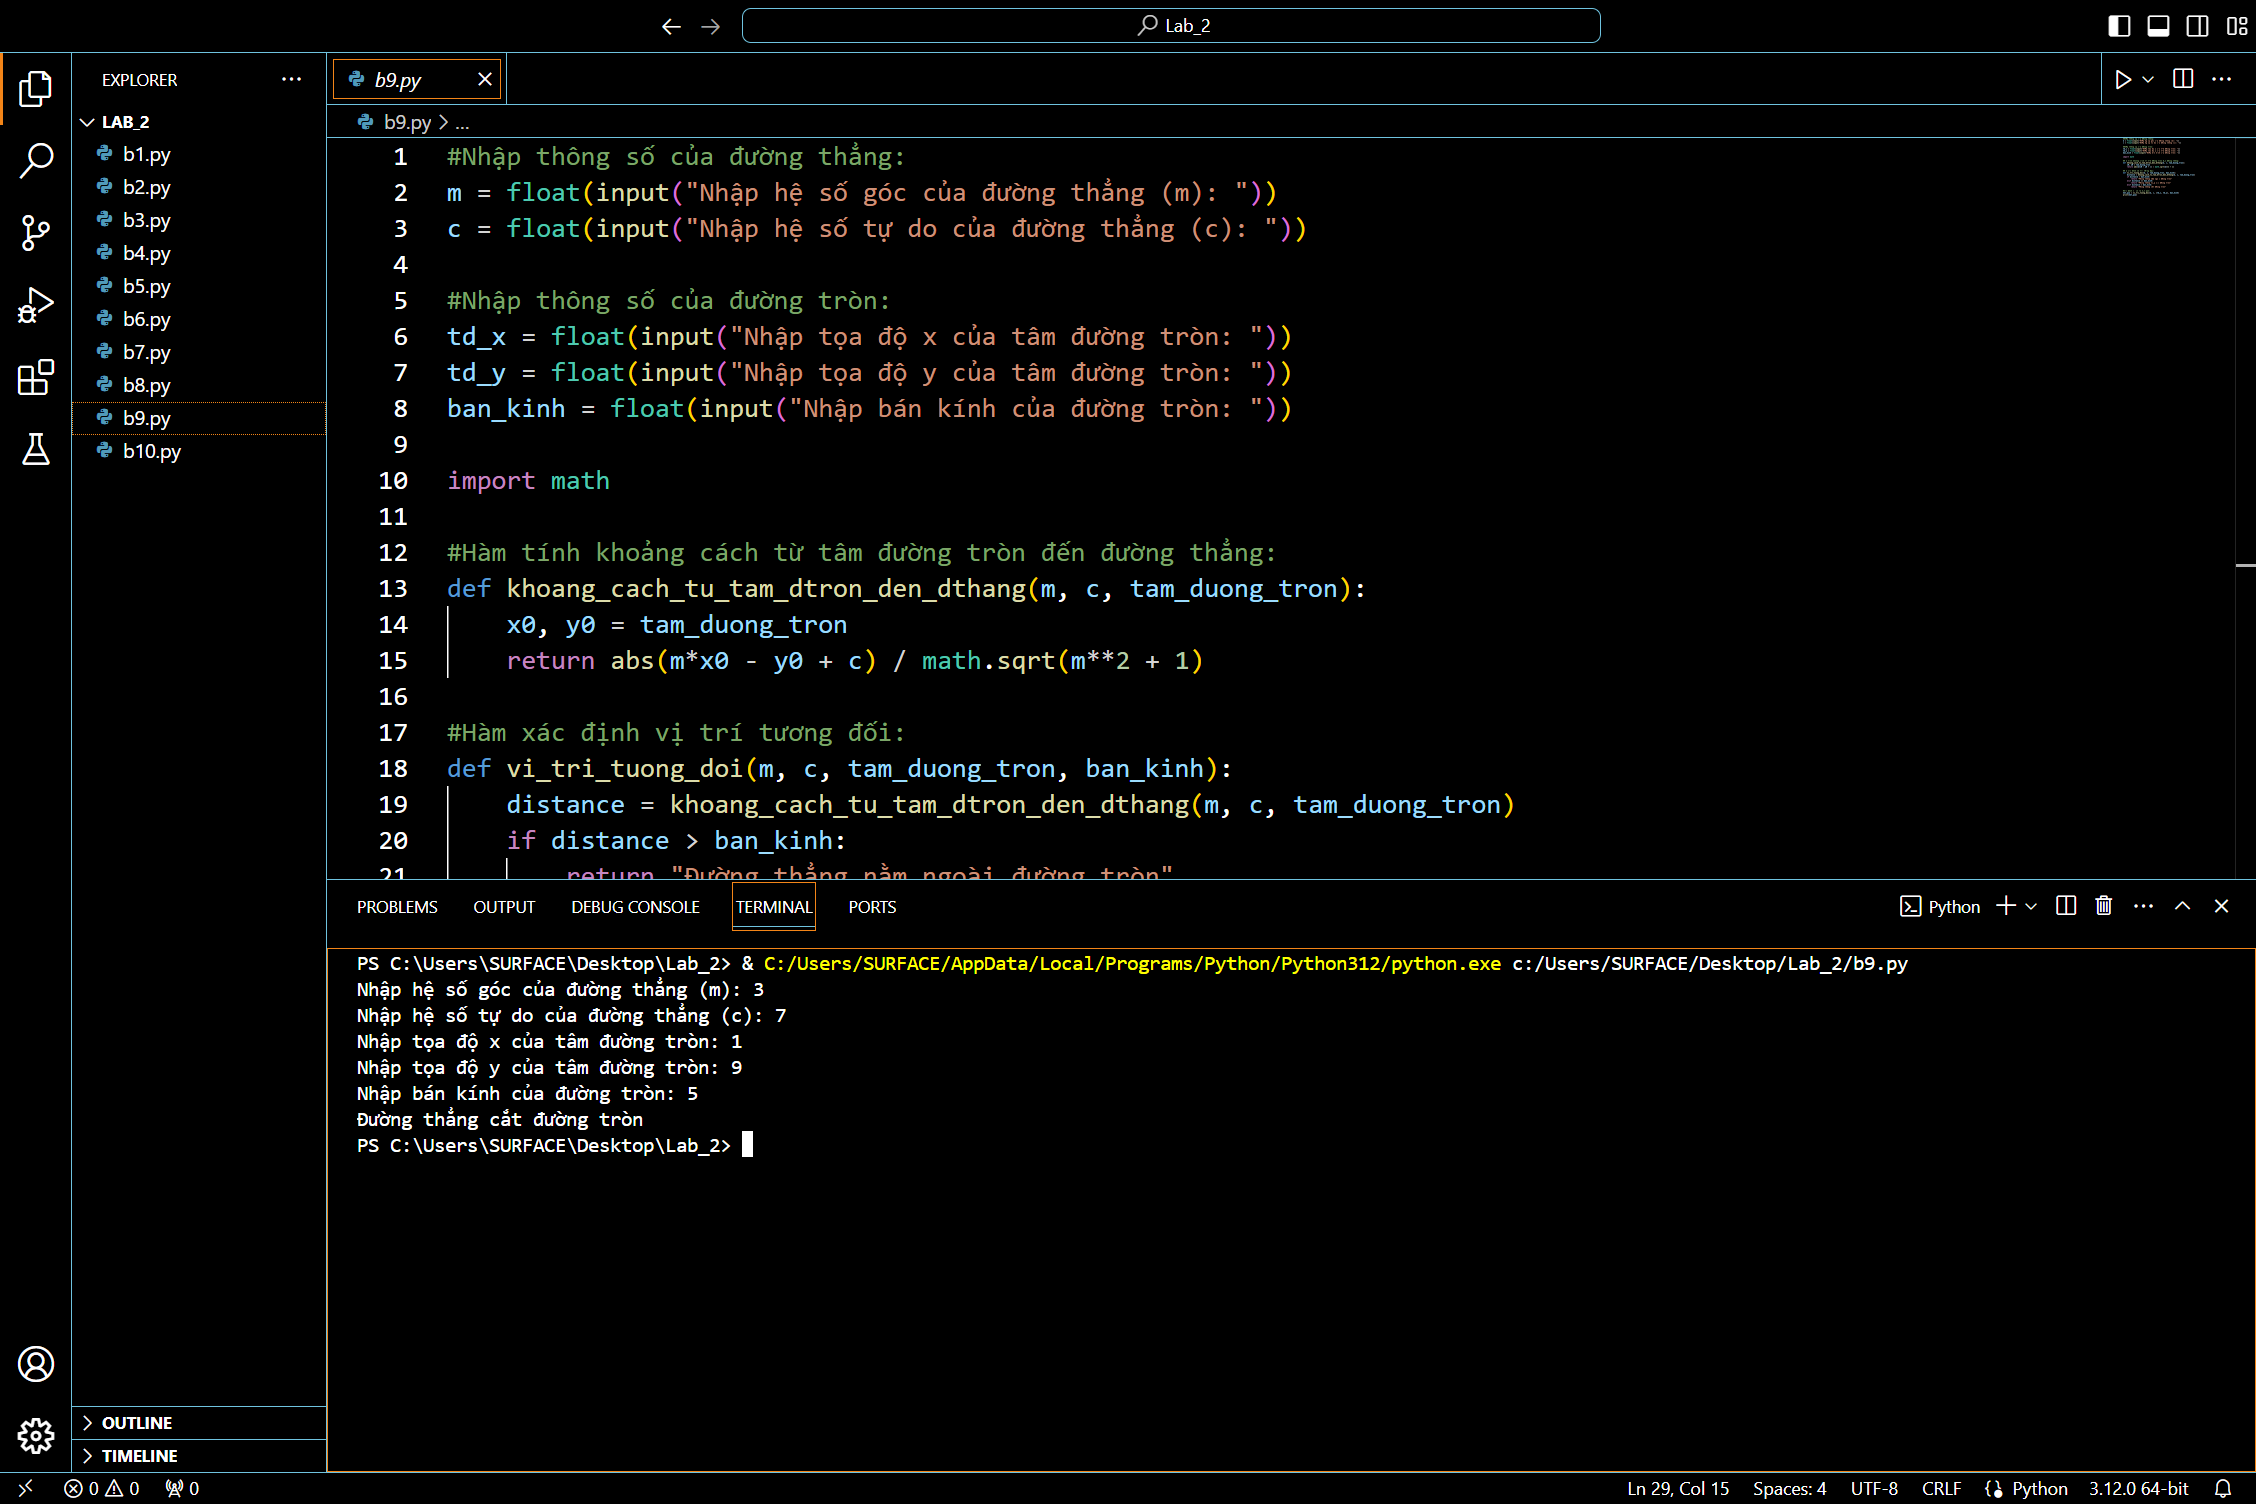 Lab_2
EXPLORER
LAB_2
b1.py
b2.py
b3.py
b4.py
b5.py
b6.py
b7.py
b8.py
b9.py
b10.py
OUTLINE
TIMELINE
b9.py
b9.py > ...
1 #Nhập thông số của đường thẳng:
2 m = float(input("Nhập hệ số góc của đường thẳng (m): "))
3 c = float(input("Nhập hệ số tự do của đường thẳng (c): "))
4
5 #Nhập thông số của đường tròn:
6 td_x = float(input("Nhập tọa độ x của tâm đường tròn: "))
7 td_y = float(input("Nhập tọa độ y của tâm đường tròn: "))
8 ban_kinh = float(input("Nhập bán kính của đường tròn: "))
9
10 import math
11
12 #Hàm tính khoảng cách từ tâm đường tròn đến đường thẳng:
13 def khoang_cach_tu_tam_dtron_den_dthang(m, c, tam_duong_tron):
14     x0, y0 = tam_duong_tron
15     return abs(m*x0 - y0 + c) / math.sqrt(m**2 + 1)
16
17 #Hàm xác định vị trí tương đối:
18 def vi_tri_tuong_doi(m, c, tam_duong_tron, ban_kinh):
19     distance = khoang_cach_tu_tam_dtron_den_dthang(m, c, tam_duong_tron)
20     if distance > ban_kinh:
21         return "Đường thẳng nằm ngoài đường tròn"
PROBLEMS OUTPUT DEBUG CONSOLE TERMINAL PORTS Python
PS C:\Users\SURFACE\Desktop\Lab_2> & C:/Users/SURFACE/AppData/Local/Programs/Python/Python312/python.exe c:/Users/SURFACE/Desktop/Lab_2/b9.py
Nhập hệ số góc của đường thẳng (m): 3
Nhập hệ số tự do của đường thẳng (c): 7
Nhập tọa độ x của tâm đường tròn: 1
Nhập tọa độ y của tâm đường tròn: 9
Nhập bán kính của đường tròn: 5
Đường thẳng cắt đường tròn
PS C:\Users\SURFACE\Desktop\Lab_2>
0 0 0 Ln 29, Col 15 Spaces: 4 UTF-8 CRLF Python 3.12.0 64-bit